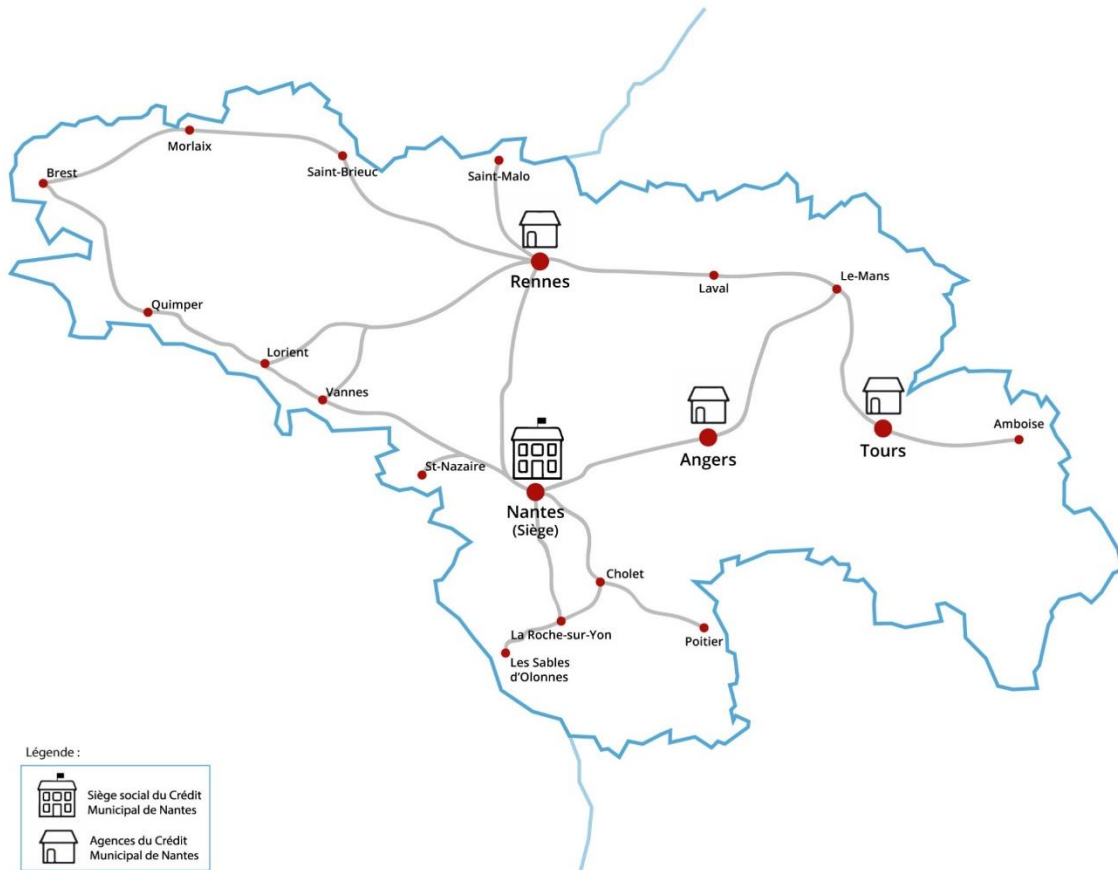 Morlaix
Saint-Brieuc
Saint-Malo
Brest
Rennes
Laval
Le-Mans
Quimper
Lorient
Vannes
St-Nazaire
Nantes
(Siège)
Angers
Tours
Amboise
Cholet
La Roche-sur-Yon
Poitier
Les Sables
d'Olonnes
Légende :
Siège social du Crédit
Municipal de Nantes
Agences du Crédit
Municipal de Nantes